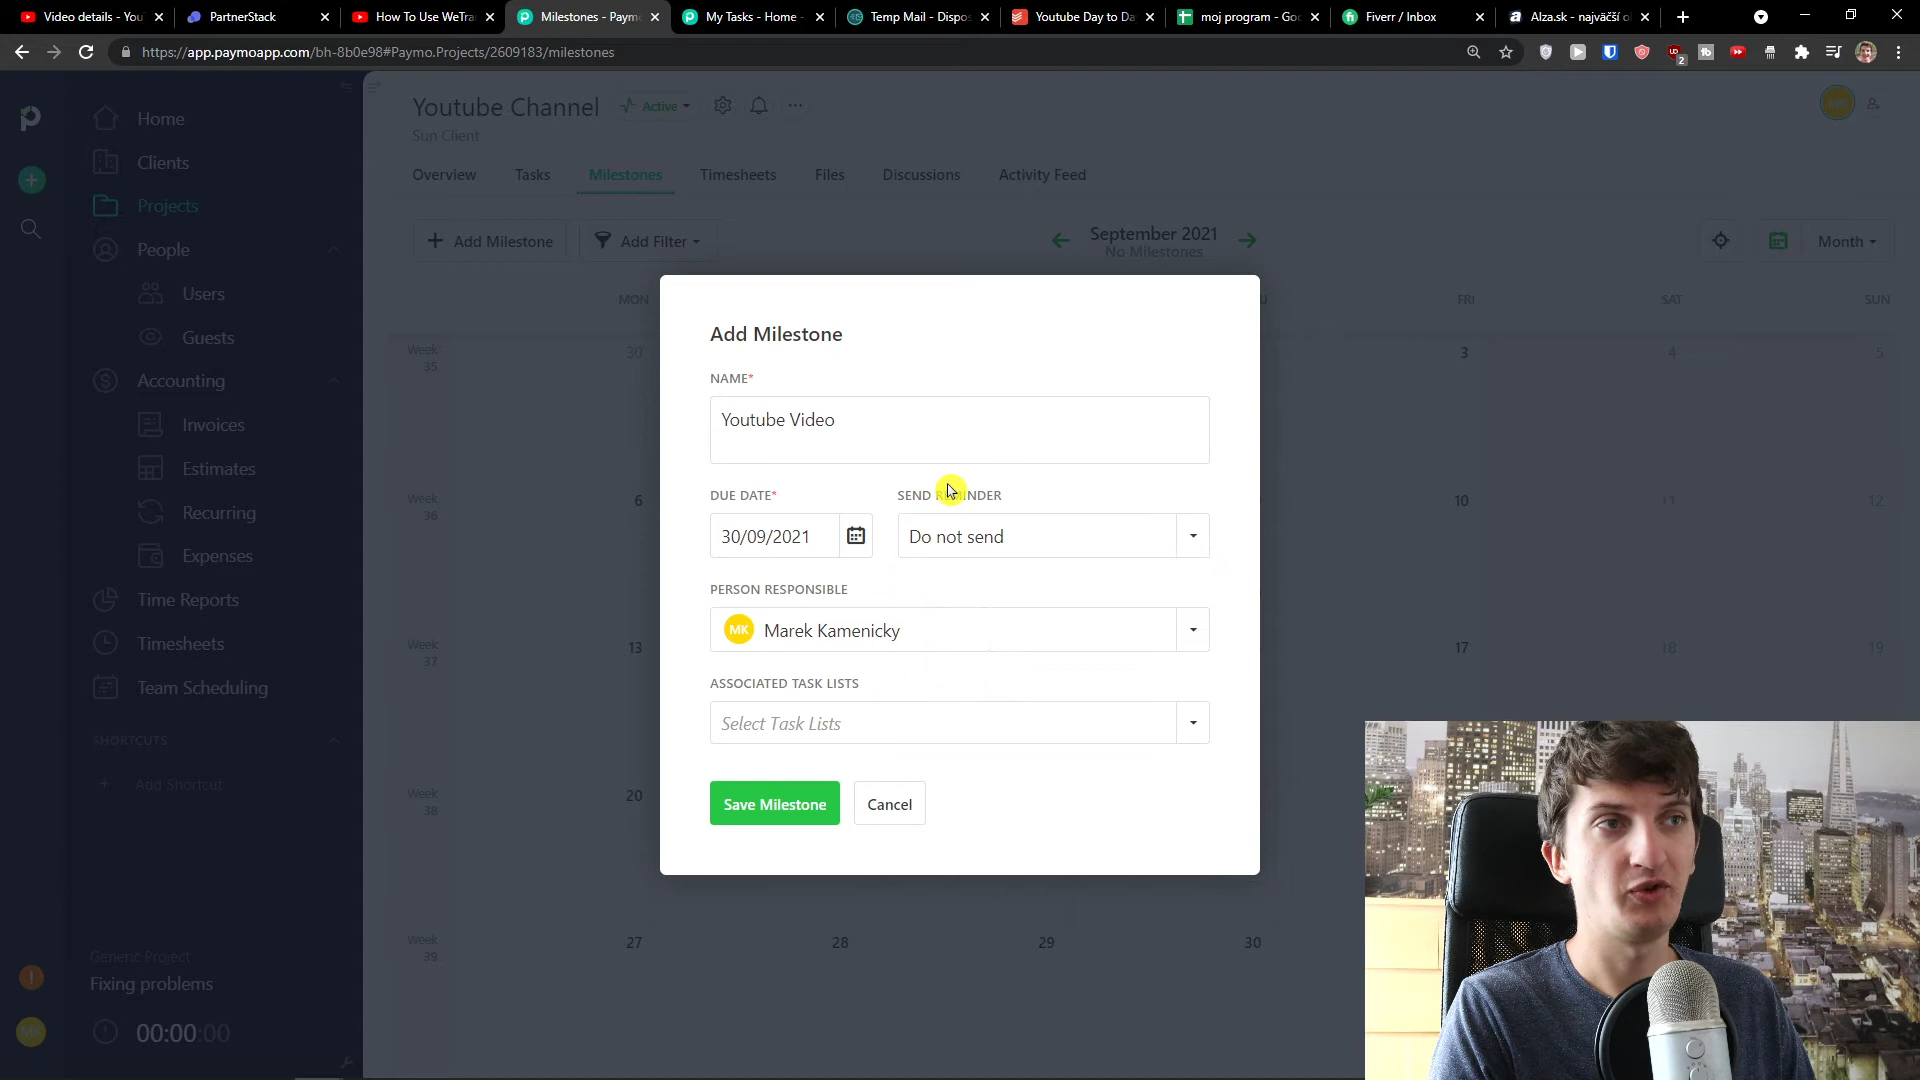 Video details - You
PartnerStack
How To Use WeTra
Milestones - Paym
My Tasks - Home -
Temp Mail - Dispos
Youtube Day to Da
moj program - Goo
Fiverr / Inbox
Alza.sk - najväčší o
https://app.paymoapp.com/bh-8b0e98#Paymo.Projects/2609183/milestones
2
Home
Clients
Projects
People
Users
Guests
Accounting
Invoices
Estimates
Recurring
Expenses
Time Reports
Timesheets
Team Scheduling
SHORTCUTS
Add Shortcut
Generic Project
Fixing problems
MK
00:00:00
Youtube Channel
Active
Sun Client
Overview
Tasks
Milestones
Timesheets
Files
Discussions
Activity Feed
Add Milestone
Add Filter
September 2021
No Milestones
Month
MON
FRI
SAT
SUN
Week
35
30
3
4
5
Week
36
6
10
11
12
Week
37
13
17
18
19
Week
38
20
Week
39
27
28
29
30
Add Milestone
NAME*
Youtube Video
DUE DATE*
SEND REMINDER
30/09/2021
Do not send
PERSON RESPONSIBLE
MK
Marek Kamenicky
ASSOCIATED TASK LISTS
Select Task Lists
Save Milestone
Cancel